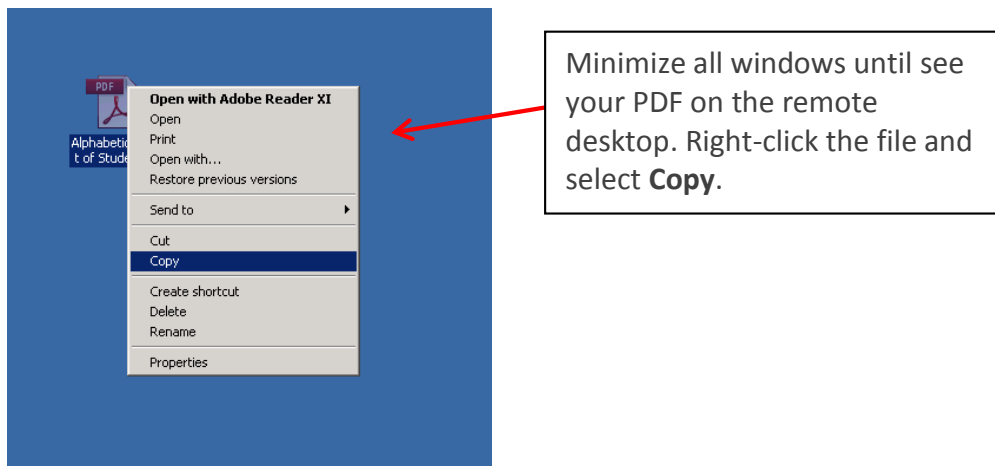 PDF
Alphabetic
t of Stude
Open with Adobe Reader XI
Open
Print
Open with...
Restore previous versions
Send to
Cut
Copy
Create shortcut
Delete
Rename
Properties
Minimize all windows until see
your PDF on the remote
desktop. Right-click the file and
select Copy.